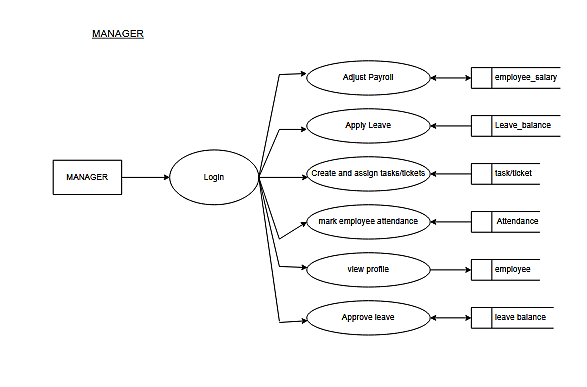 MANAGER
Adjust Payroll
employee_salary
Apply Leave
Leave_balance
MANAGER
Login
Create and assign tasks/tickets
task/ticket
mark employee attendance
Attendance
view profile
employee
Approve leave
leave balance